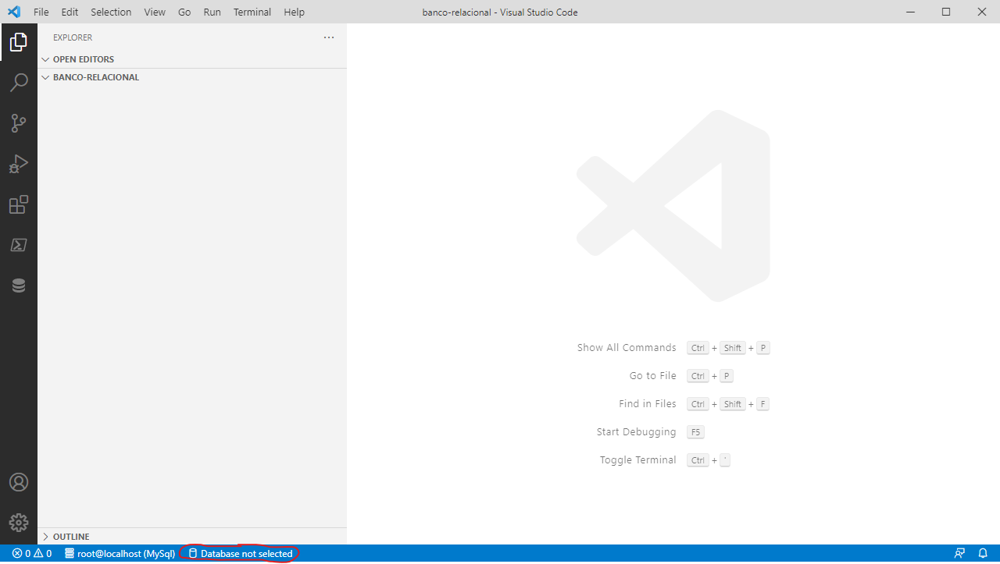 File Edit Selection View Go Run Terminal Help banco-relacional - Visual Studio Code
EXPLORER
OPEN EDITORS
BANCO-RELACIONAL
Show All Commands Ctrl + Shift + P
Go to File Ctrl + P
Find in Files Ctrl + Shift + F
Start Debugging F5
Toggle Terminal Ctrl + '
OUTLINE
0 0 root@localhost (MySql) Database not selected